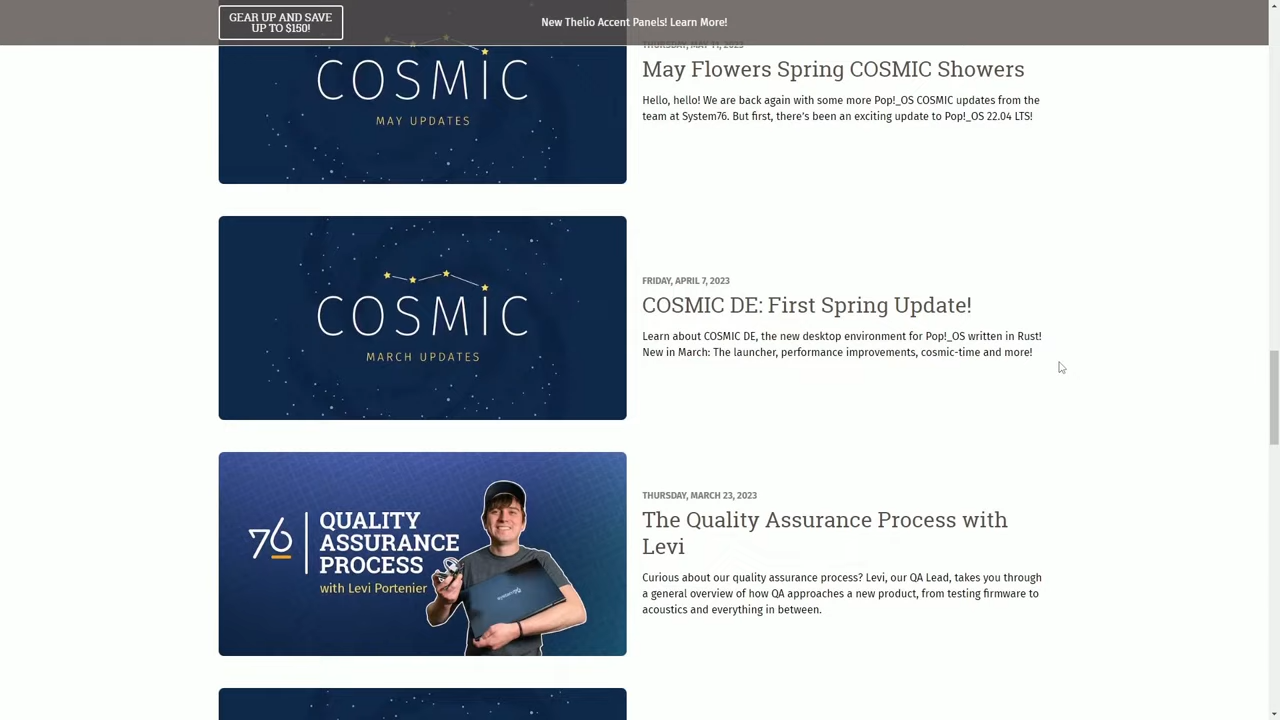 GEAR UP AND SAVE
UP TO $150!
New Thelio Accent Panels! Learn More!
COSMIC
MAY UPDATES
THURSDAY, MAY 11, 2023
May Flowers Spring COSMIC Showers
Hello, hello! We are back again with some more Pop!_OS COSMIC updates from the
team at System76. But first, there's been an exciting update to Pop!_OS 22.04 LTS!
COSMIC
MARCH UPDATES
FRIDAY, APRIL 7, 2023
COSMIC DE: First Spring Update!
Learn about COSMIC DE, the new desktop environment for Pop!_OS written in Rust!
New in March: The launcher, performance improvements, cosmic-time and more!
76
QUALITY
ASSURANCE
PROCESS
with Levi Portenier
THURSDAY, MARCH 23, 2023
The Quality Assurance Process with
Levi
Curious about our quality assurance process? Levi, our QA Lead, takes you through
a general overview of how QA approaches a new product, from testing firmware to
acoustics and everything in between.